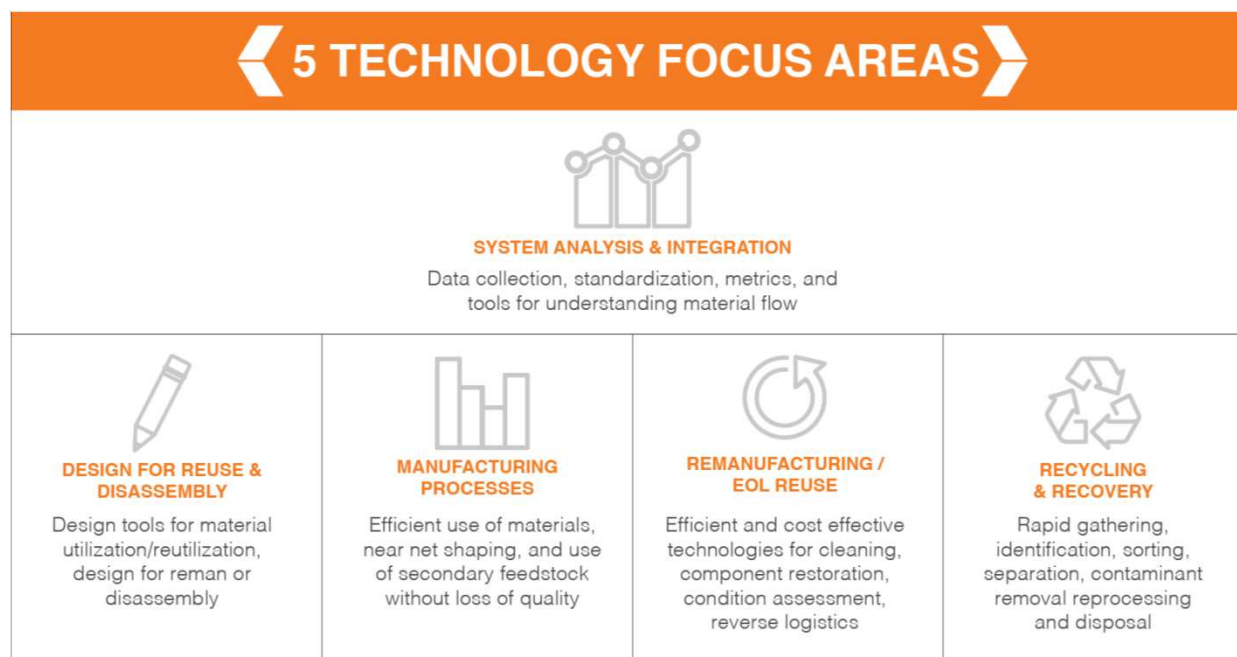 5 TECHNOLOGY FOCUS AREAS
SYSTEM ANALYSIS & INTEGRATION
Data collection, standardization, metrics, and
tools for understanding material flow
DESIGN FOR REUSE &
DISASSEMBLY
Design tools for material
utilization/reutilization,
design for reman or
disassembly
MANUFACTURING
PROCESSES
Efficient use of materials,
near net shaping, and use
of secondary feedstock
without loss of quality
REMANUFACTURING /
EOL REUSE
Efficient and cost effective
technologies for cleaning,
component restoration,
condition assessment,
reverse logistics
RECYCLING
& RECOVERY
Rapid gathering,
identification, sorting,
separation, contaminant
removal reprocessing
and disposal